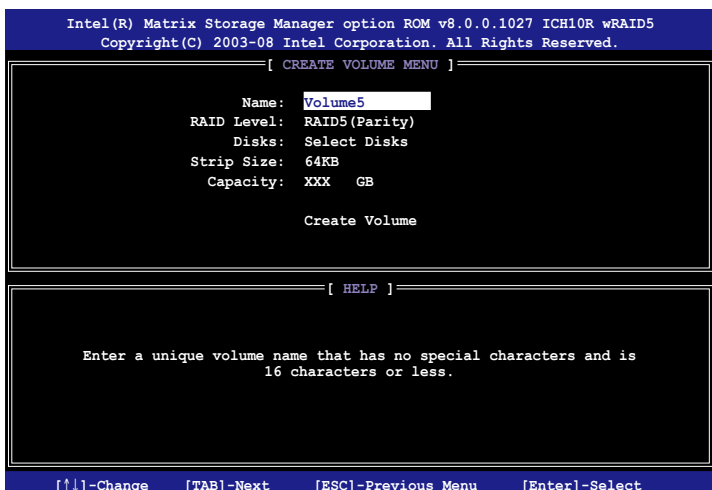 Intel(R) Matrix Storage Manager option ROM v8.0.0.1027 ICH10R wRAID5
Copyright(C) 2003-08 Intel Corporation. All Rights Reserved.
[ CREATE VOLUME MENU ]
Name: Volume5
RAID Level: RAID5(Parity)
Disks: Select Disks
Strip Size: 64KB
Capacity: XXX GB
Create Volume
[ HELP ]
Enter a unique volume name that has no special characters and is
16 characters or less.
[↑↓]-Change [TAB]-Next [ESC]-Previous Menu [Enter]-Select